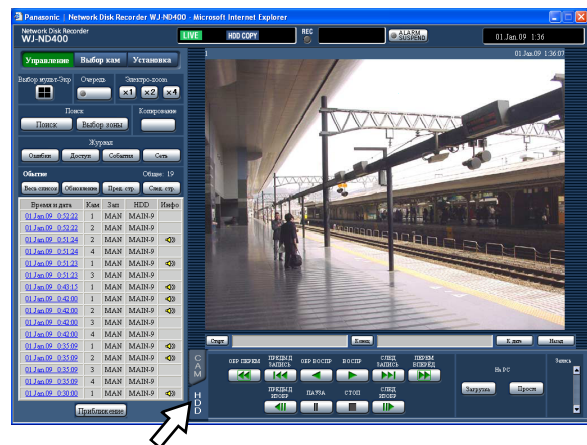 Panasonic | Network Disk Recorder WJ-ND400 - Microsoft Internet Explorer
Network Disk Recorder
WJ-ND400
LIVE HDD COPY REC ALARM SUSPEND 01.Jan.09 1:36
Управление Выбор кам Установка
1 01.Jan.09 1:36:07
Выбор мульт-Экр Очередь Электро-zoom
x1 x2 x4
Поиск Копирование
Поиск Выбор зоны
Журнал
Ошибки Доступ События Сеть
Обытие Общее: 19
Весь список Обновление Пред. стр. След. стр.
Время и дата Кам Зап HDD Инфо
01.Jan.09 0:52:22 1 MAN MAIN-9
01.Jan.09 0:52:22 2 MAN MAIN-9
01.Jan.09 0:51:24 2 MAN MAIN-9
01.Jan.09 0:51:24 4 MAN MAIN-9
01.Jan.09 0:51:23 1 MAN MAIN-9
01.Jan.09 0:51:23 3 MAN MAIN-9
01.Jan.09 0:43:15 1 MAN MAIN-9
01.Jan.09 0:42:00 1 MAN MAIN-9
01.Jan.09 0:42:00 2 MAN MAIN-9
01.Jan.09 0:42:00 3 MAN MAIN-9
01.Jan.09 0:42:00 4 MAN MAIN-9
01.Jan.09 0:35:09 1 MAN MAIN-9
01.Jan.09 0:35:09 2 MAN MAIN-9
01.Jan.09 0:35:09 3 MAN MAIN-9
01.Jan.09 0:35:09 4 MAN MAIN-9
01.Jan.09 0:30:00 1 MAN MAIN-9
Приближение
Старт Конец К дате Назад
CAM
HDD
ОБР ПЕРЕМ ПРЕДЫД ЗАПИСЬ ОБР ВОСПР ВОСПР СЛЕД ЗАПИСЬ ПЕРЕМ ВПЕРЁД
ПРЕДЫД ИЗОБР ПАУЗА СТОП СЛЕД ИЗОБР
На РС
Загрузка Просм
Запись